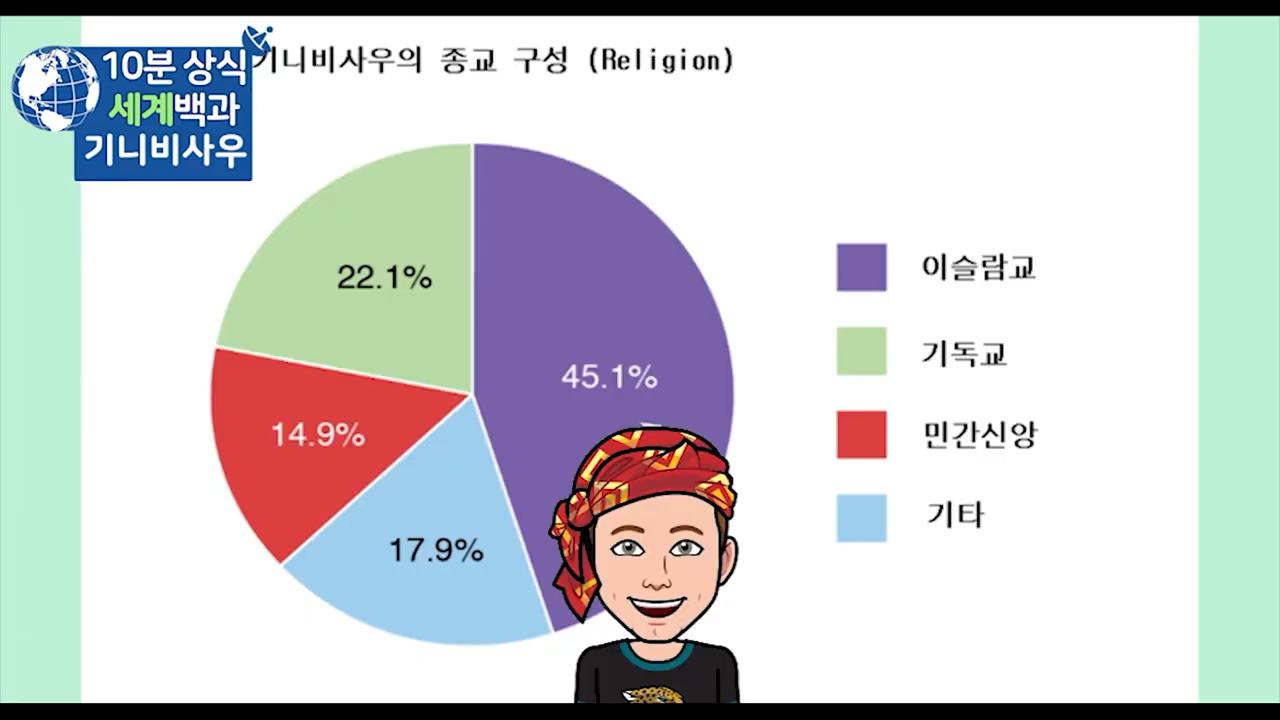 10분 상식
세계백과
기니비사우
기니비사우의 종교 구성 (Religion)
22.1%
45.1%
14.9%
17.9%
이슬람교
기독교
민간신앙
기타